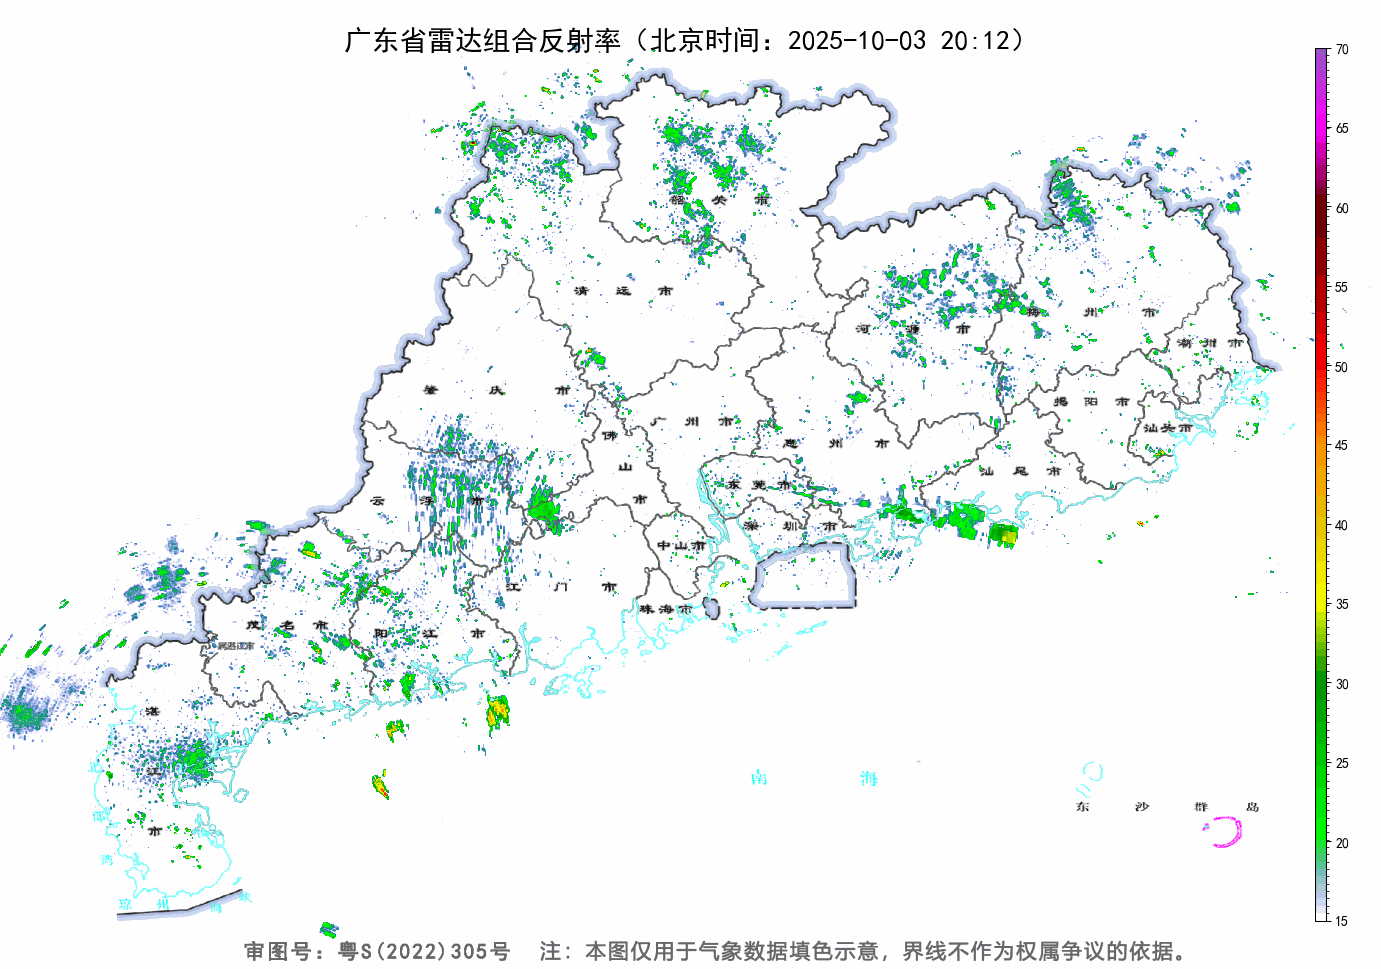 广东省雷达组合反射率（北京时间：2025-10-03 20:12）
70
65
60
55
50
45
40
35
30
25
20
15
韶关市
清远市
河源市
梅州市
潮州市
肇庆市
广州市
佛山市
惠州市
揭阳市
汕头市
汕尾市
云浮市
东莞市
深圳市
中山市
江门市
珠海市
茂名市
阳江市
属湛江市
湛江市
南海
东沙群岛
北部湾
琼州海峡
审图号：粤S(2022)305号 注：本图仅用于气象数据填色示意，界线不作为权属争议的依据。